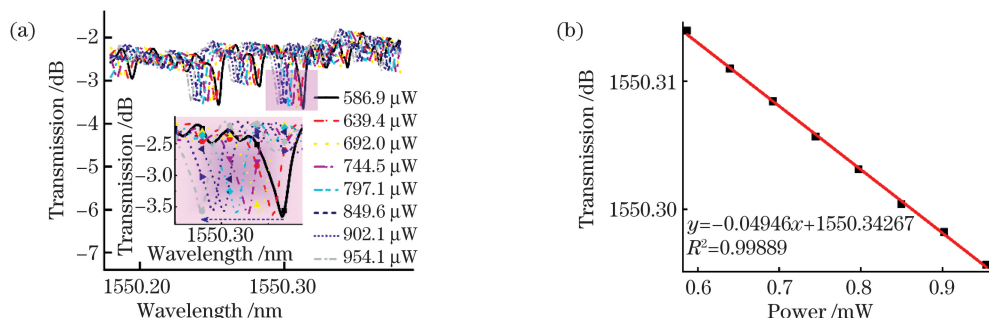 (a)
Transmission /dB
−2
−3
−4
−5
−6
−7
1550.20
1550.30
Wavelength /nm
586.9 μW
639.4 μW
692.0 μW
744.5 μW
797.1 μW
849.6 μW
902.1 μW
954.1 μW
Transmission /dB
−2.5
−3.0
−3.5
1550.30
Wavelength /nm
(b)
Transmission /dB
1550.31
1550.30
y=−0.04946x+1550.34267
R²=0.99889
0.6
0.7
0.8
0.9
Power /mW